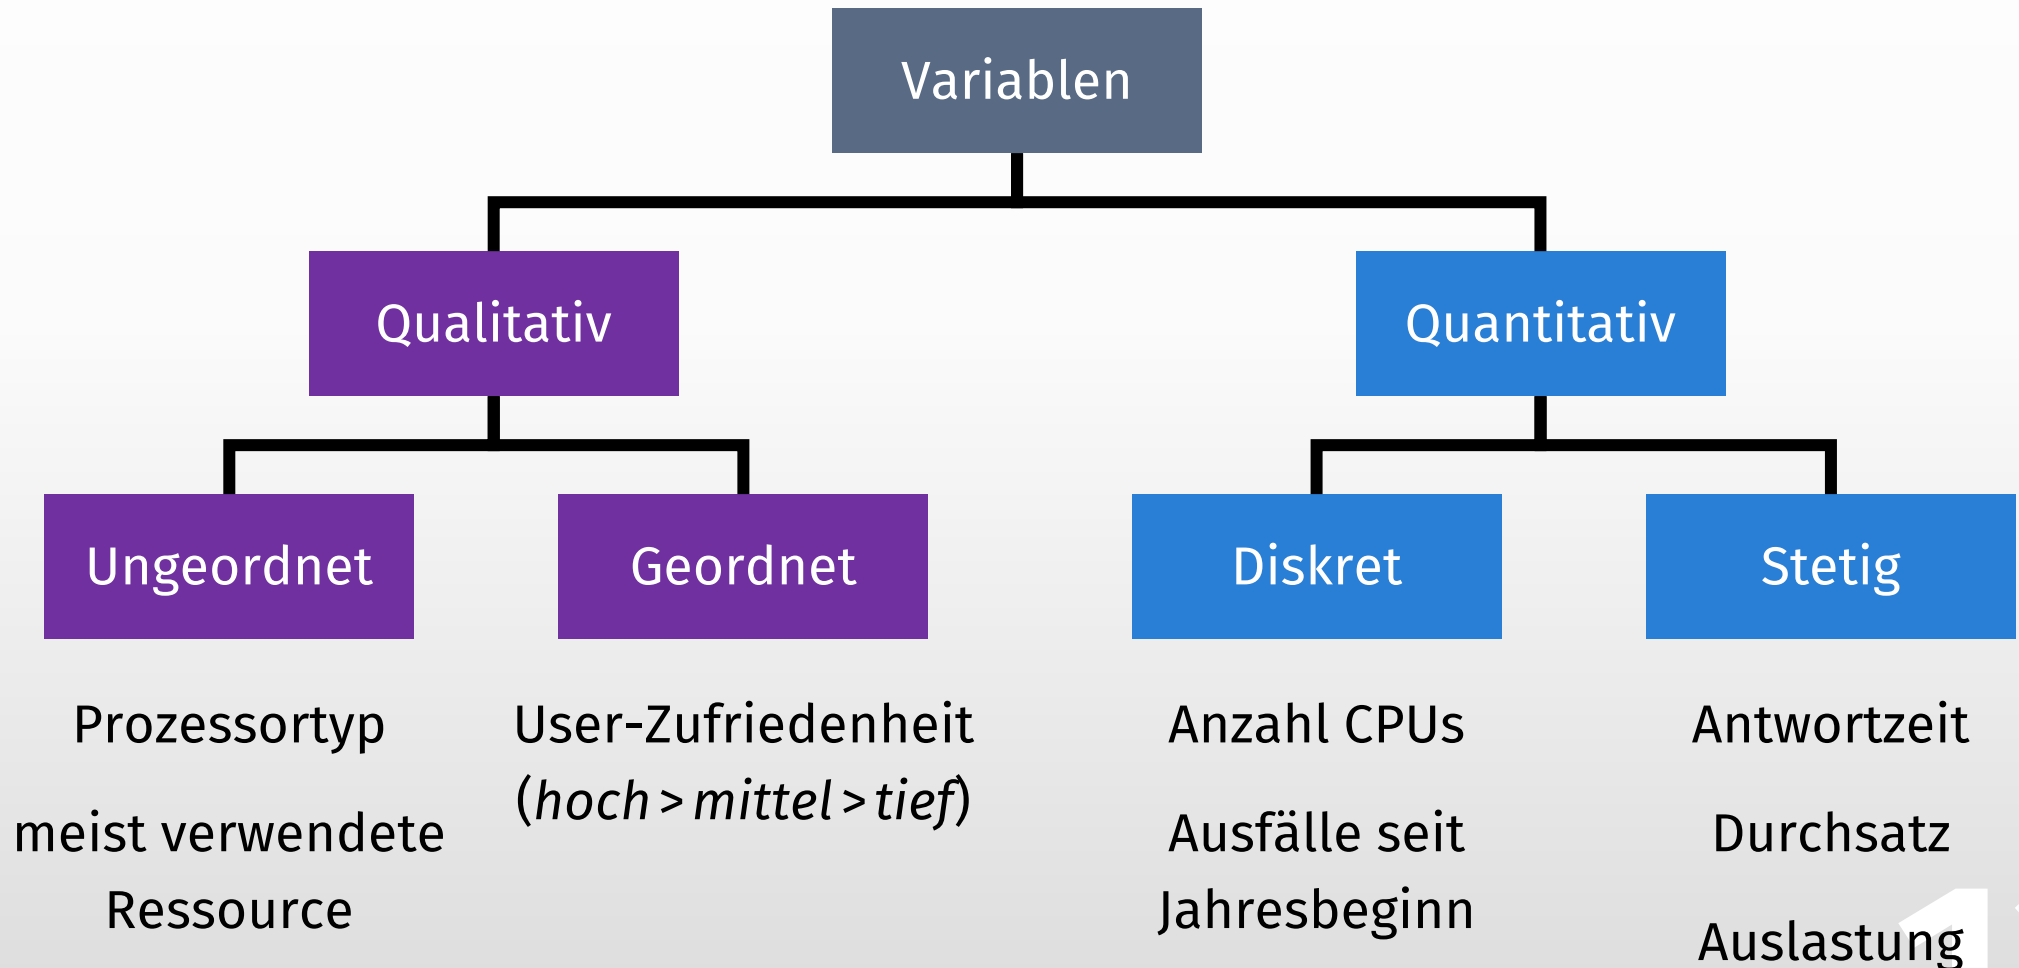 Variablen
Qualitativ
Quantitativ
Ungeordnet
Geordnet
Diskret
Stetig
Prozessortyp
meist verwendete
Ressource
User-Zufriedenheit
(hoch > mittel > tief)
Anzahl CPUs
Ausfälle seit
Jahresbeginn
Antwortzeit
Durchsatz
Auslastung